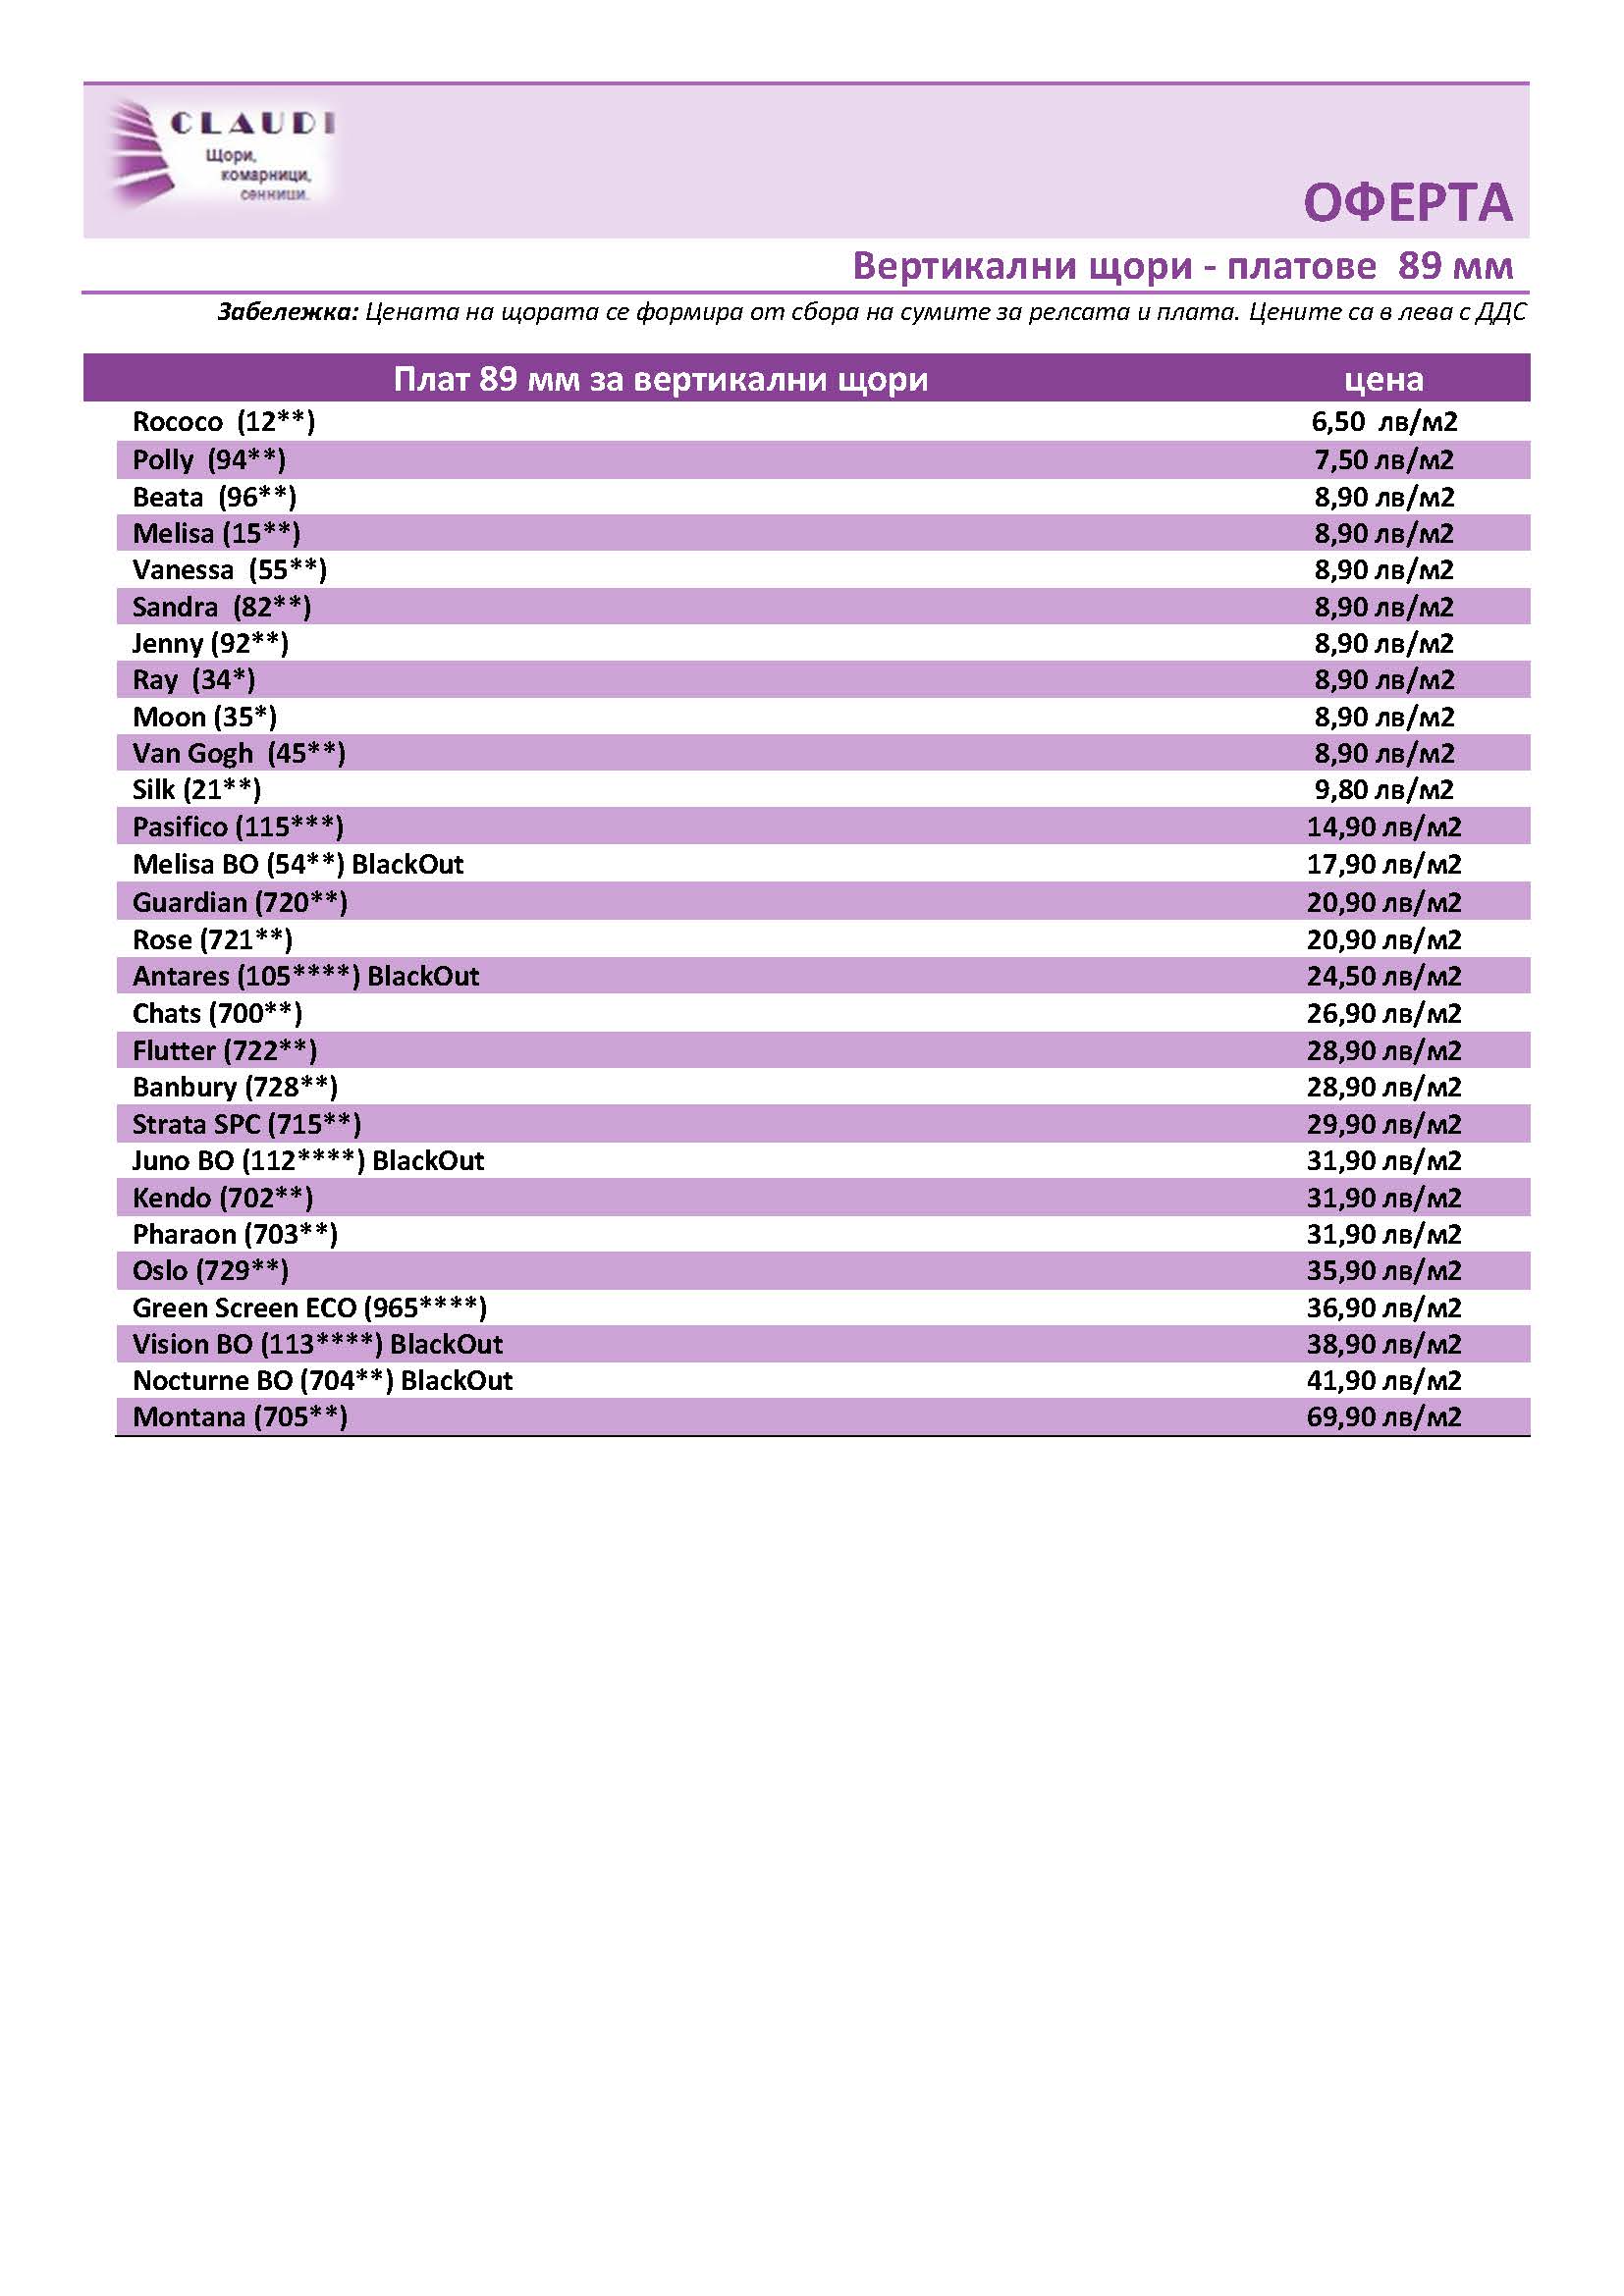 CLAUDI
Щори,
комарници,
сенници.
ОФЕРТА
Вертикални щори - платове 89 мм
Забележка: Цената на щората се формира от сбора на сумите за релсата и плата. Цените са в лева с ДДС
Плат 89 мм за вертикални щори цена
Rococo (12**) 6,50 лв/м2
Polly (94**) 7,50 лв/м2
Beata (96**) 8,90 лв/м2
Melisa (15**) 8,90 лв/м2
Vanessa (55**) 8,90 лв/м2
Sandra (82**) 8,90 лв/м2
Jenny (92**) 8,90 лв/м2
Ray (34*) 8,90 лв/м2
Moon (35*) 8,90 лв/м2
Van Gogh (45**) 8,90 лв/м2
Silk (21**) 9,80 лв/м2
Pasifico (115***) 14,90 лв/м2
Melisa BO (54**) BlackOut 17,90 лв/м2
Guardian (720**) 20,90 лв/м2
Rose (721**) 20,90 лв/м2
Antares (105****) BlackOut 24,50 лв/м2
Chats (700**) 26,90 лв/м2
Flutter (722**) 28,90 лв/м2
Banbury (728**) 28,90 лв/м2
Strata SPC (715**) 29,90 лв/м2
Juno BO (112****) BlackOut 31,90 лв/м2
Kendo (702**) 31,90 лв/м2
Pharaon (703**) 31,90 лв/м2
Oslo (729**) 35,90 лв/м2
Green Screen ECO (965****) 36,90 лв/м2
Vision BO (113****) BlackOut 38,90 лв/м2
Nocturne BO (704**) BlackOut 41,90 лв/м2
Montana (705**) 69,90 лв/м2